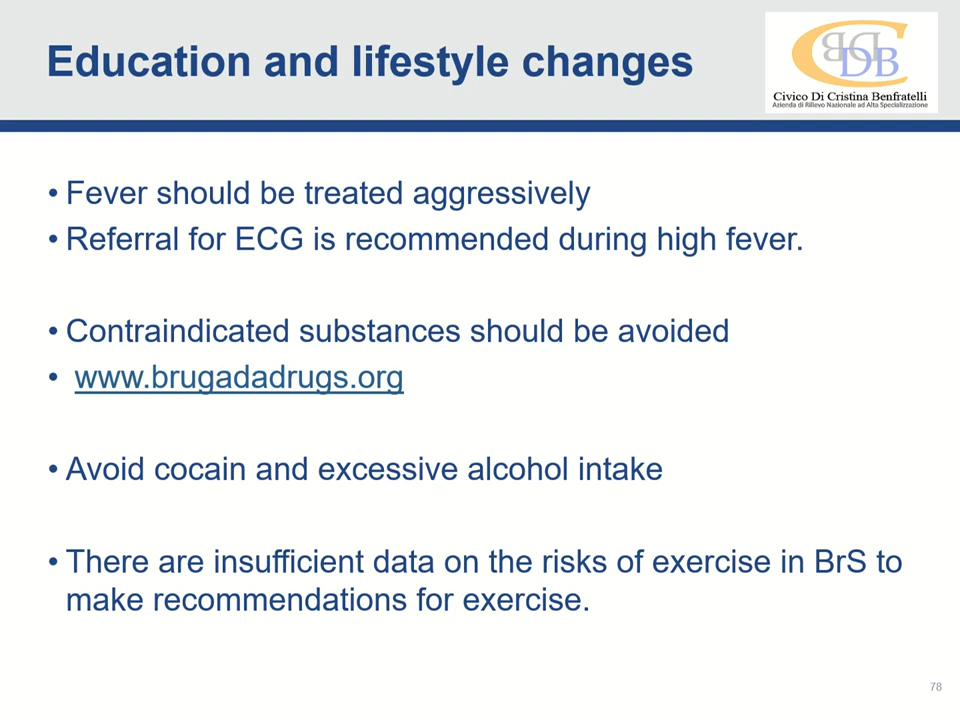 Education and lifestyle changes
CDB
Civico Di Cristina Benfratelli
Azienda di Rilievo Nazionale ad Alta Specializzazione
• Fever should be treated aggressively
• Referral for ECG is recommended during high fever.
• Contraindicated substances should be avoided
• www.brugadadrugs.org
• Avoid cocain and excessive alcohol intake
• There are insufficient data on the risks of exercise in BrS to
make recommendations for exercise.
78